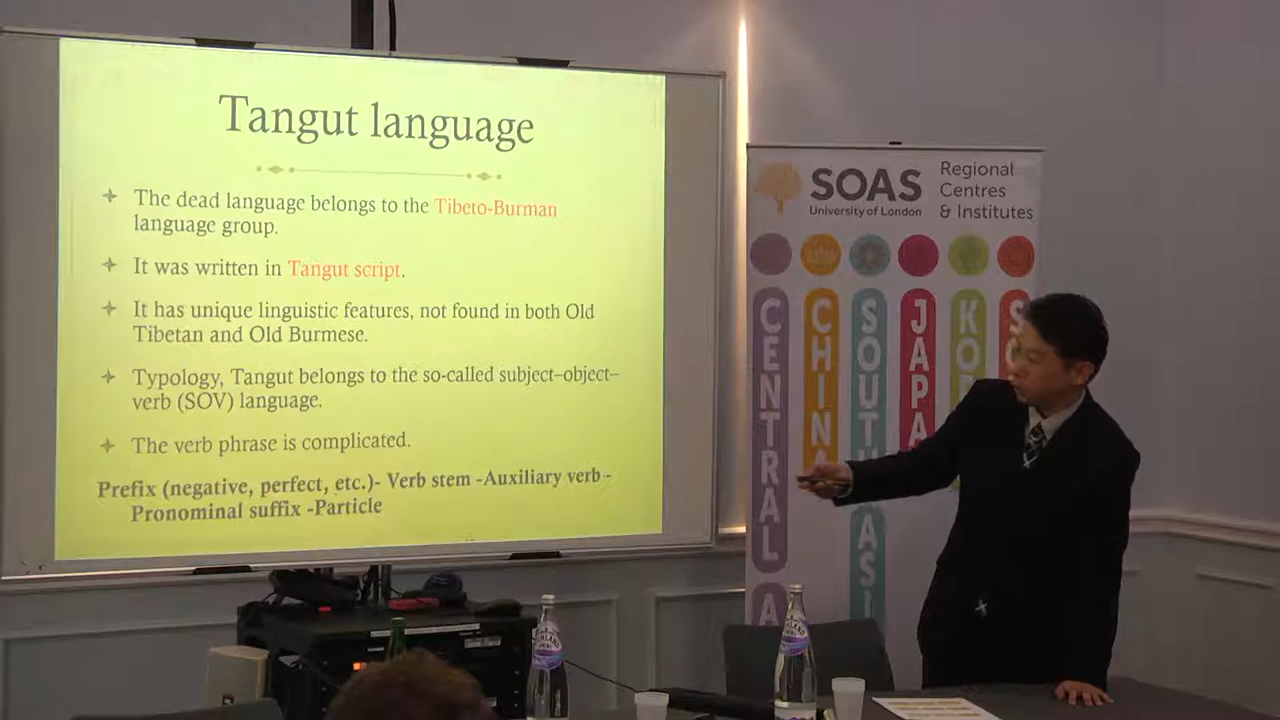 Tangut language
The dead language belongs to the Tibeto-Burman
language group.
It was written in Tangut script.
It has unique linguistic features, not found in both Old
Tibetan and Old Burmese.
Typology, Tangut belongs to the so-called subject–object–
verb (SOV) language.
The verb phrase is complicated.
Prefix (negative, perfect, etc.)- Verb stem -Auxiliary verb -
Pronominal suffix -Particle
SOAS
University of London
Regional
Centres
& Institutes
CENTRAL A
CHINA
SOUTH ASI
JAPA
KO